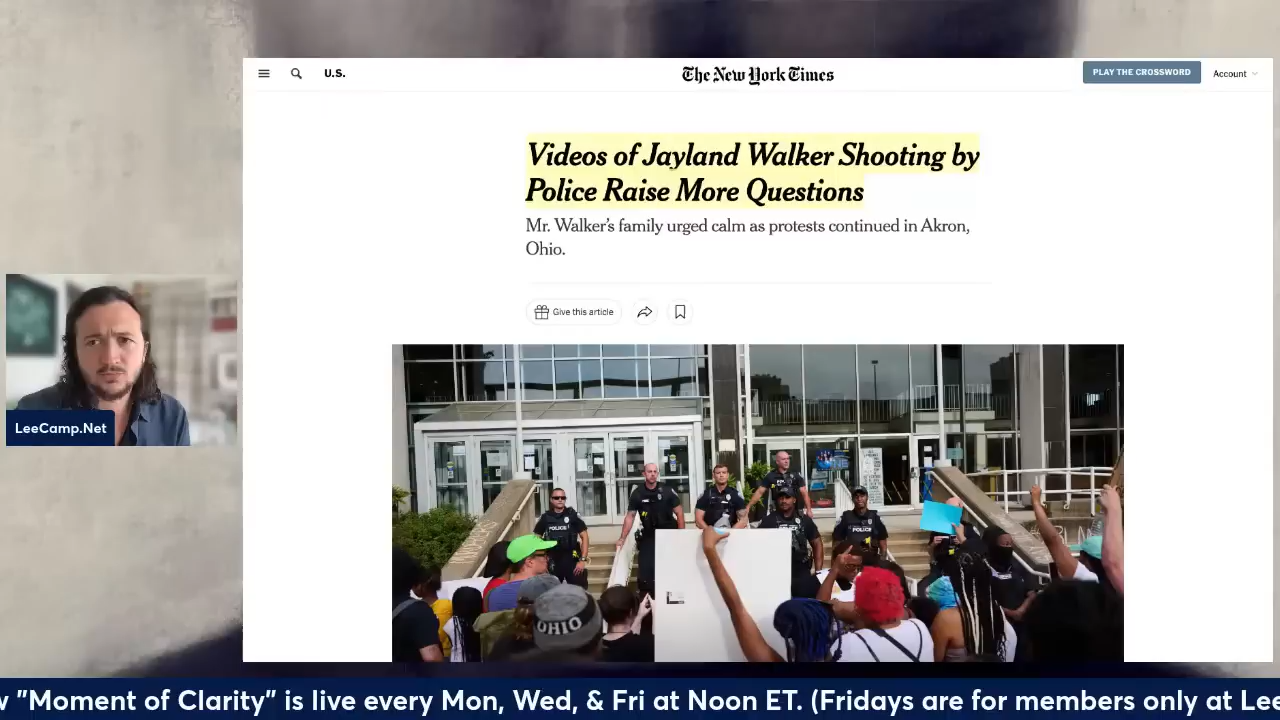 U.S.
The New York Times
PLAY THE CROSSWORD
Account
Videos of Jayland Walker Shooting by
Police Raise More Questions
Mr. Walker's family urged calm as protests continued in Akron,
Ohio.
Give this article
LeeCamp.Net
POLICE
POLICE
OHIO
w "Moment of Clarity" is live every Mon, Wed, & Fri at Noon ET. (Fridays are for members only at Lee